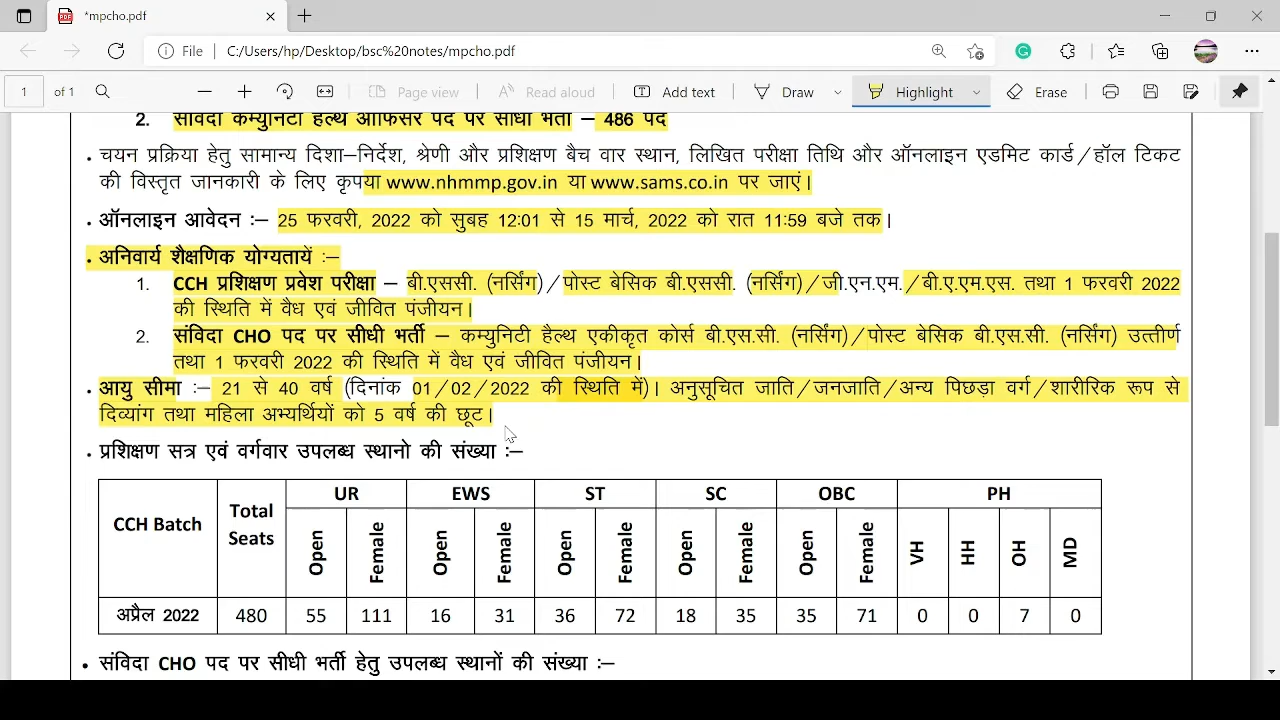 *mpcho.pdf
File C:/Users/hp/Desktop/bsc%20notes/mpcho.pdf
1 of 1 Page view Read aloud Add text Draw Highlight Erase
2. संविदा कम्युनिटी हेल्थ ऑफिसर पद पर सीधी भर्ती – 486 पद
• चयन प्रक्रिया हेतु सामान्य दिशा–निर्देश, श्रेणी और प्रशिक्षण बैच वार स्थान, लिखित परीक्षा तिथि और ऑनलाइन एडमिट कार्ड/हॉल टिकट
की विस्तृत जानकारी के लिए कृपया www.nhmmp.gov.in या www.sams.co.in पर जाएं।
• ऑनलाइन आवेदन :– 25 फरवरी, 2022 को सुबह 12:01 से 15 मार्च, 2022 को रात 11:59 बजे तक।
• अनिवार्य शैक्षणिक योग्यतायें :–
1. CCH प्रशिक्षण प्रवेश परीक्षा – बी.एससी. (नर्सिंग)/पोस्ट बेसिक बी.एससी. (नर्सिंग)/जी.एन.एम./बी.ए.एम.एस. तथा 1 फरवरी 2022
की स्थिति में वैध एवं जीवित पंजीयन।
2. संविदा CHO पद पर सीधी भर्ती – कम्युनिटी हैल्थ एकीकृत कोर्स बी.एस.सी. (नर्सिंग)/पोस्ट बेसिक बी.एस.सी. (नर्सिंग) उत्तीर्ण
तथा 1 फरवरी 2022 की स्थिति में वैध एवं जीवित पंजीयन।
• आयु सीमा :– 21 से 40 वर्ष (दिनांक 01/02/2022 की स्थिति में)। अनुसूचित जाति/जनजाति/अन्य पिछड़ा वर्ग/शारीरिक रूप से
दिव्यांग तथा महिला अभ्यर्थियों को 5 वर्ष की छूट।
• प्रशिक्षण सत्र एवं वर्गवार उपलब्ध स्थानो की संख्या :–
CCH Batch Total Seats UR EWS ST SC OBC PH
Open Female Open Female Open Female Open Female Open Female VH HH OH MD
अप्रैल 2022 480 55 111 16 31 36 72 18 35 35 71 0 0 7 0
• संविदा CHO पद पर सीधी भर्ती हेतु उपलब्ध स्थानों की संख्या :–